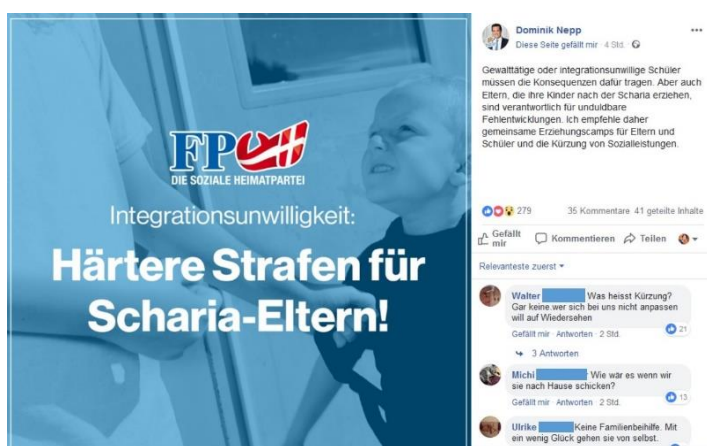 FPÖ
DIE SOZIALE HEIMATPARTEI
Integrationsunwilligkeit:
Härtere Strafen für
Scharia-Eltern!
Dominik Nepp
Diese Seite gefällt mir · 4 Std. ·
Gewalttätige oder integrationsunwillige Schüler
müssen die Konsequenzen dafür tragen. Aber auch
Eltern, die ihre Kinder nach der Scharia erziehen,
sind verantwortlich für unduldbare
Fehlentwicklungen. Ich empfehle daher
gemeinsame Erziehungscamps für Eltern und
Schüler und die Kürzung von Sozialleistungen.
279 35 Kommentare 41 geteilte Inhalte
Gefällt mir Kommentieren Teilen
Relevanteste zuerst
Walter Was heisst Kürzung?
Gar keine.wer sich bei uns nicht anpassen
will auf Wiedersehen
Gefällt mir · Antworten · 2 Std. 21
3 Antworten
Michi Wie wär es wenn wir
sie nach Hause schicken?
Gefällt mir · Antworten · 2 Std. 13
Ulrike Keine Familienbeihilfe. Mit
ein wenig Glück gehen sie von selbst.